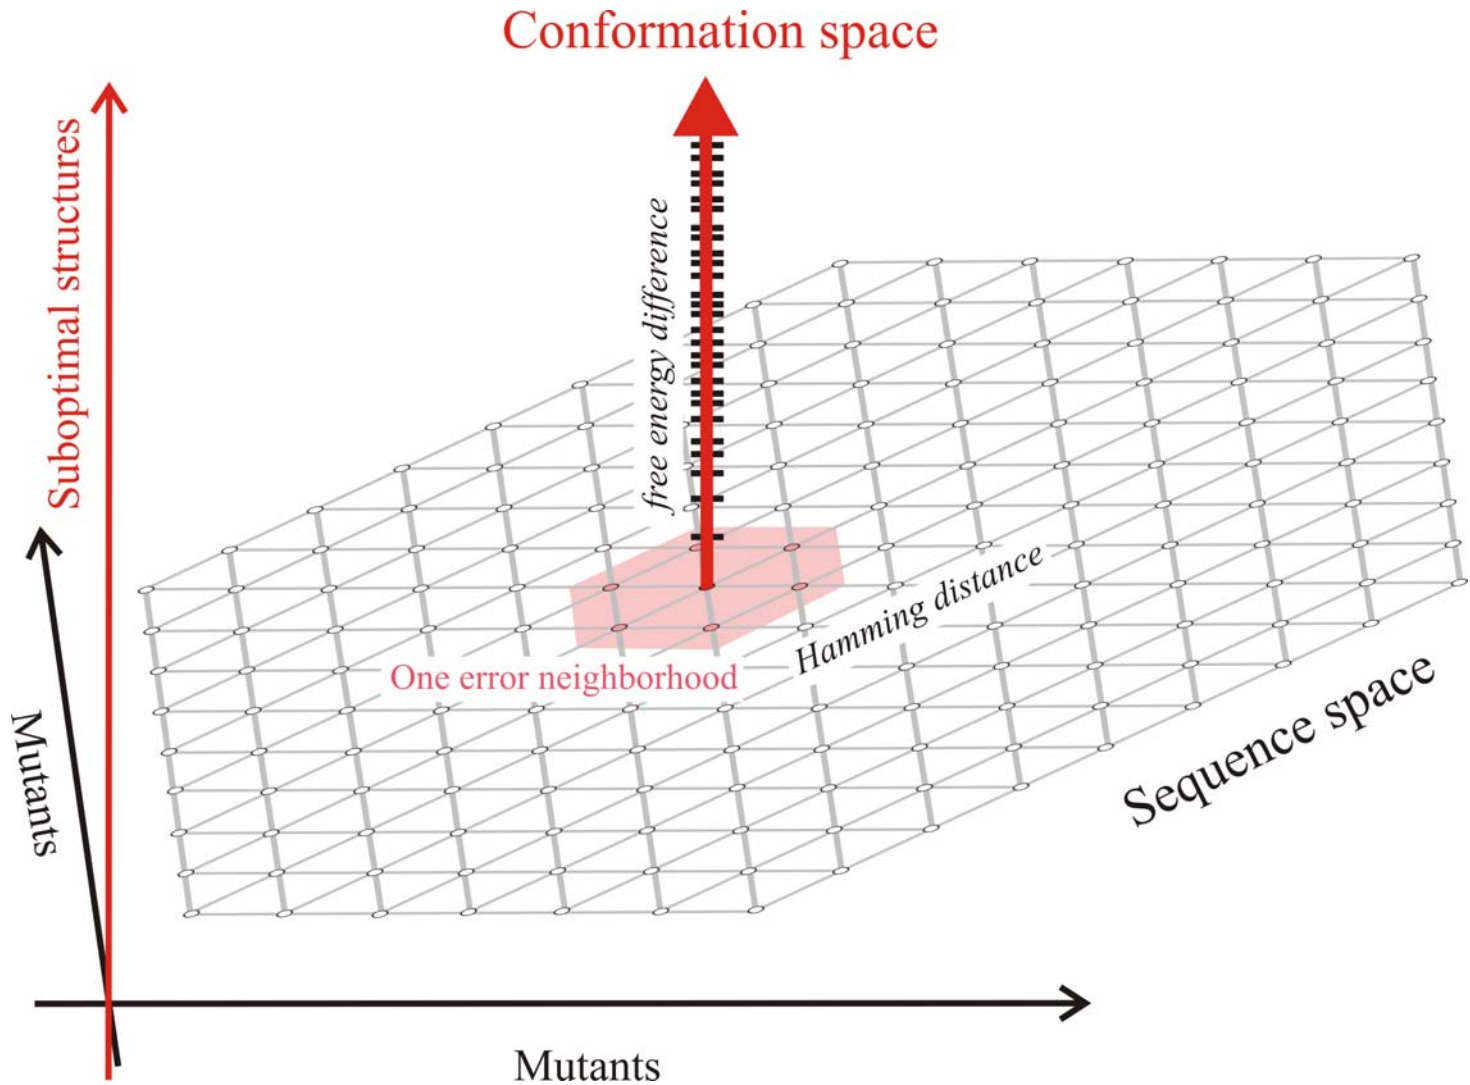 Conformation space
Suboptimal structures
free energy difference
Hamming distance
One error neighborhood
Mutants
Sequence space
Mutants